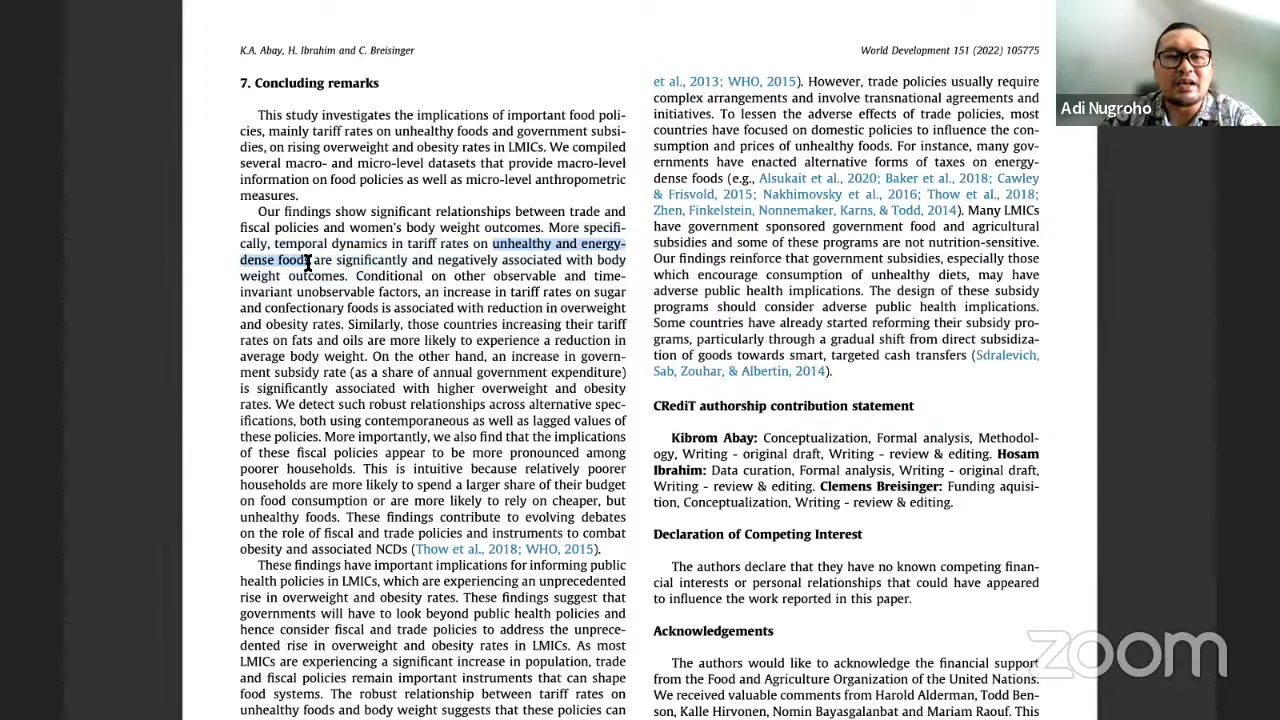 K.A. Abay, H. Ibrahim and C. Breisinger
World Development 151 (2022) 105775
7. Concluding remarks
This study investigates the implications of important food poli-
cies, mainly tariff rates on unhealthy foods and government subsi-
dies, on rising overweight and obesity rates in LMICs. We compiled
several macro- and micro-level datasets that provide macro-level
information on food policies as well as micro-level anthropometric
measures.
Our findings show significant relationships between trade and
fiscal policies and women's body weight outcomes. More specifi-
cally, temporal dynamics in tariff rates on unhealthy and energy-
dense foods are significantly and negatively associated with body
weight outcomes. Conditional on other observable and time-
invariant unobservable factors, an increase in tariff rates on sugar
and confectionary foods is associated with reduction in overweight
and obesity rates. Similarly, those countries increasing their tariff
rates on fats and oils are more likely to experience a reduction in
average body weight. On the other hand, an increase in govern-
ment subsidy rate (as a share of annual government expenditure)
is significantly associated with higher overweight and obesity
rates. We detect such robust relationships across alternative spec-
ifications, both using contemporaneous as well as lagged values of
these policies. More importantly, we also find that the implications
of these fiscal policies appear to be more pronounced among
poorer households. This is intuitive because relatively poorer
households are more likely to spend a larger share of their budget
on food consumption or are more likely to rely on cheaper, but
unhealthy foods. These findings contribute to evolving debates
on the role of fiscal and trade policies and instruments to combat
obesity and associated NCDs (Thow et al., 2018; WHO, 2015).
These findings have important implications for informing public
health policies in LMICs, which are experiencing an unprecedented
rise in overweight and obesity rates. These findings suggest that
governments will have to look beyond public health policies and
hence consider fiscal and trade policies to address the unprece-
dented rise in overweight and obesity rates in LMICs. As most
LMICs are experiencing a significant increase in population, trade
and fiscal policies remain important instruments that can shape
food systems. The robust relationship between tariff rates on
unhealthy foods and body weight suggests that these policies can
et al., 2013; WHO, 2015). However, trade policies usually require
complex arrangements and involve transnational agreements and
initiatives. To lessen the adverse effects of trade policies, most
countries have focused on domestic policies to influence the con-
sumption and prices of unhealthy foods. For instance, many gov-
ernments have enacted alternative forms of taxes on energy-
dense foods (e.g., Alsukait et al., 2020; Baker et al., 2018; Cawley
& Frisvold, 2015; Nakhimovsky et al., 2016; Thow et al., 2018;
Zhen, Finkelstein, Nonnemaker, Karns, & Todd, 2014). Many LMICs
have government sponsored government food and agricultural
subsidies and some of these programs are not nutrition-sensitive.
Our findings reinforce that government subsidies, especially those
which encourage consumption of unhealthy diets, may have
adverse public health implications. The design of these subsidy
programs should consider adverse public health implications.
Some countries have already started reforming their subsidy pro-
grams, particularly through a gradual shift from direct subsidiza-
tion of goods towards smart, targeted cash transfers (Sdralevich,
Sab, Zouhar, & Albertin, 2014).
CRediT authorship contribution statement
Kibrom Abay: Conceptualization, Formal analysis, Methodol-
ogy, Writing - original draft, Writing - review & editing. Hosam
Ibrahim: Data curation, Formal analysis, Writing - original draft,
Writing - review & editing. Clemens Breisinger: Funding aquisi-
tion, Conceptualization, Writing - review & editing.
Declaration of Competing Interest
The authors declare that they have no known competing finan-
cial interests or personal relationships that could have appeared
to influence the work reported in this paper.
Acknowledgements
The authors would like to acknowledge the financial support
from the Food and Agriculture Organization of the United Nations.
We received valuable comments from Harold Alderman, Todd Ben-
son, Kalle Hirvonen, Nomin Bayasgalanbat and Mariam Raouf. This
Adi Nugroho
zoom